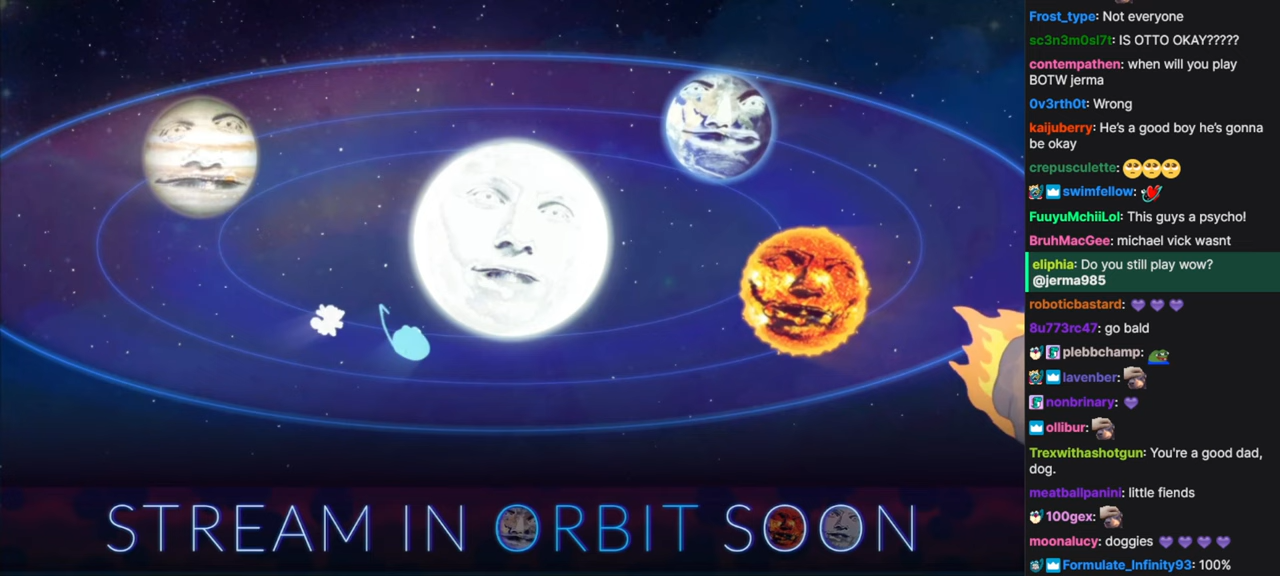 STREAM IN ORBIT SOON
Frost_type: Not everyone
sc3n3m0sl7t: IS OTTO OKAY?????
contempathen: when will you play
BOTW jerma
0v3rth0t: Wrong
kaijuberry: He's a good boy he's gonna
be okay
crepusculette:
swimfellow:
FuuyuMchiiLol: This guys a psycho!
BruhMacGee: michael vick wasnt
eliphia: Do you still play wow?
@jerma985
roboticbastard:
8u773rc47: go bald
plebbchamp:
lavenber:
nonbrinary:
ollibur:
Trexwithashotgun: You're a good dad,
dog.
meatballpanini: little fiends
100gex:
moonalucy: doggies
Formulate_Infinity93: 100%